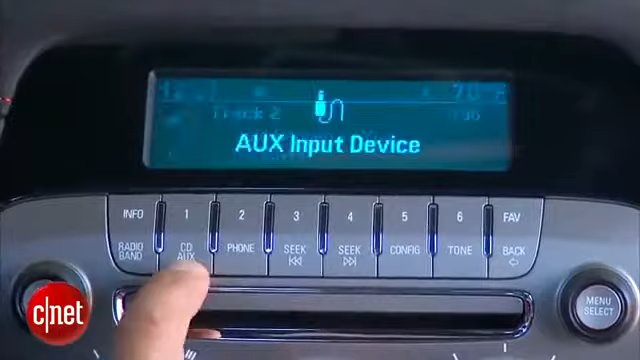 Track 2
AUX Input Device
INFO 1 2 3 4 5 6 FAV
RADIO BAND CD AUX PHONE SEEK SEEK CONFIG TONE BACK
MENU SELECT
c|net